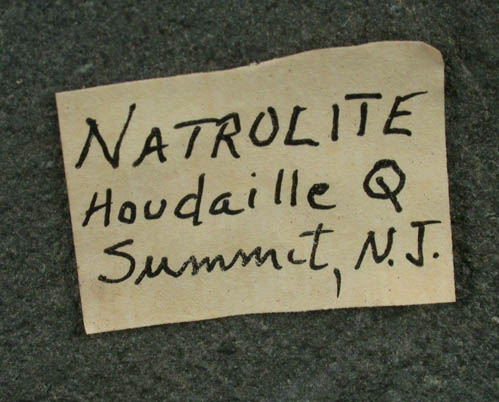 NATROLITE
Houdaille Q
Summit, N.J.